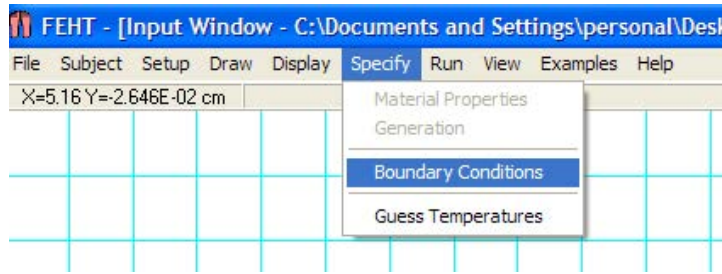 FEHT - [Input Window - C:\Documents and Settings\personal\Desk
File Subject Setup Draw Display Specify Run View Examples Help
X=5.16 Y=-2.646E-02 cm
Material Properties
Generation
Boundary Conditions
Guess Temperatures